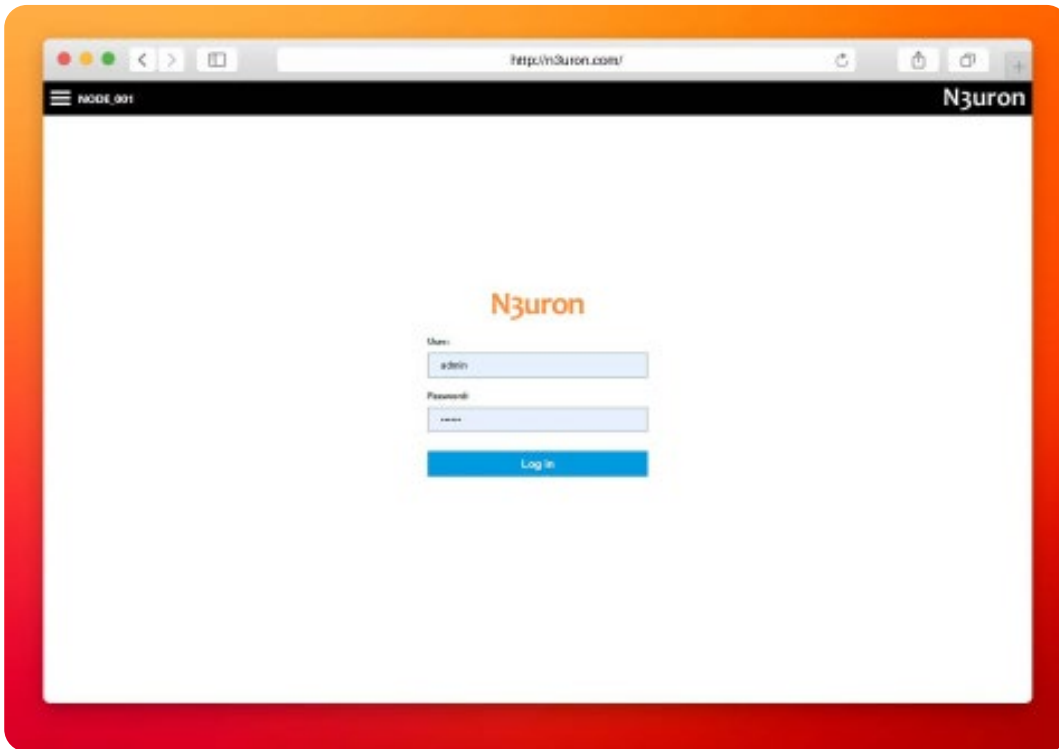 http://n3uron.com/
NODE_001
N3uron
N3uron
User:
admin
Password:
Log in